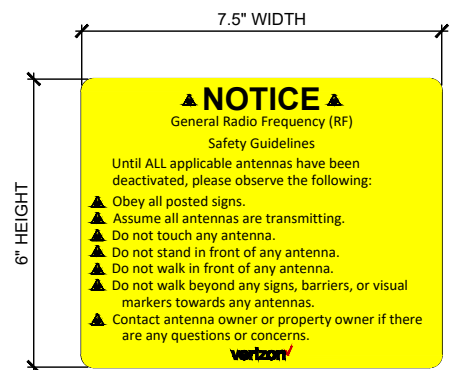 7.5" WIDTH
6" HEIGHT
NOTICE
General Radio Frequency (RF)
Safety Guidelines
Until ALL applicable antennas have been
deactivated, please observe the following:
Obey all posted signs.
Assume all antennas are transmitting.
Do not touch any antenna.
Do not stand in front of any antenna.
Do not walk in front of any antenna.
Do not walk beyond any signs, barriers, or visual
markers towards any antennas.
Contact antenna owner or property owner if there
are any questions or concerns.
verizon